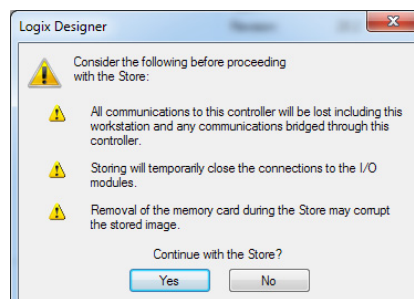 Logix Designer
Consider the following before proceeding
with the Store:
All communications to this controller will be lost including this
workstation and any communications bridged through this
controller.
Storing will temporarily close the connections to the I/O
modules.
Removal of the memory card during the Store may corrupt
the stored image.
Continue with the Store?
Yes No